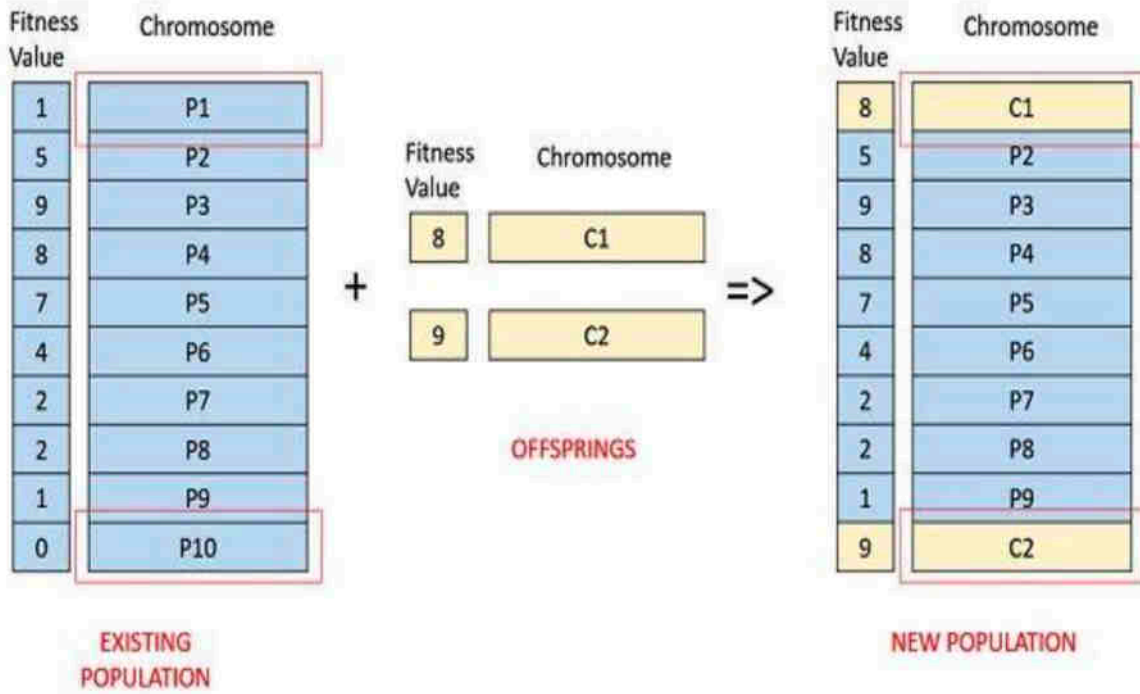 Fitness Value
Chromosome
1 P1
5 P2
9 P3
8 P4
7 P5
4 P6
2 P7
2 P8
1 P9
0 P10
EXISTING
POPULATION
+
Fitness
Value
Chromosome
8 C1
9 C2
OFFSPRINGS
=>
Fitness
Value
Chromosome
8 C1
5 P2
9 P3
8 P4
7 P5
4 P6
2 P7
2 P8
1 P9
9 C2
NEW POPULATION